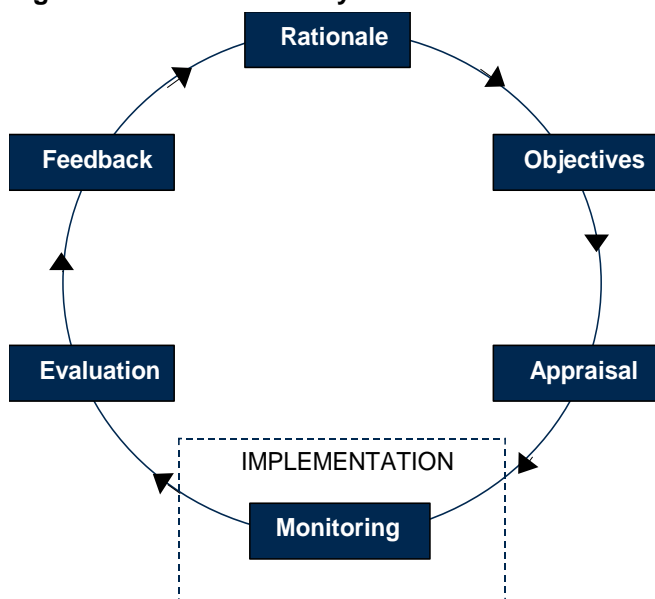 Rationale
Feedback
Objectives
Evaluation
Appraisal
IMPLEMENTATION
Monitoring